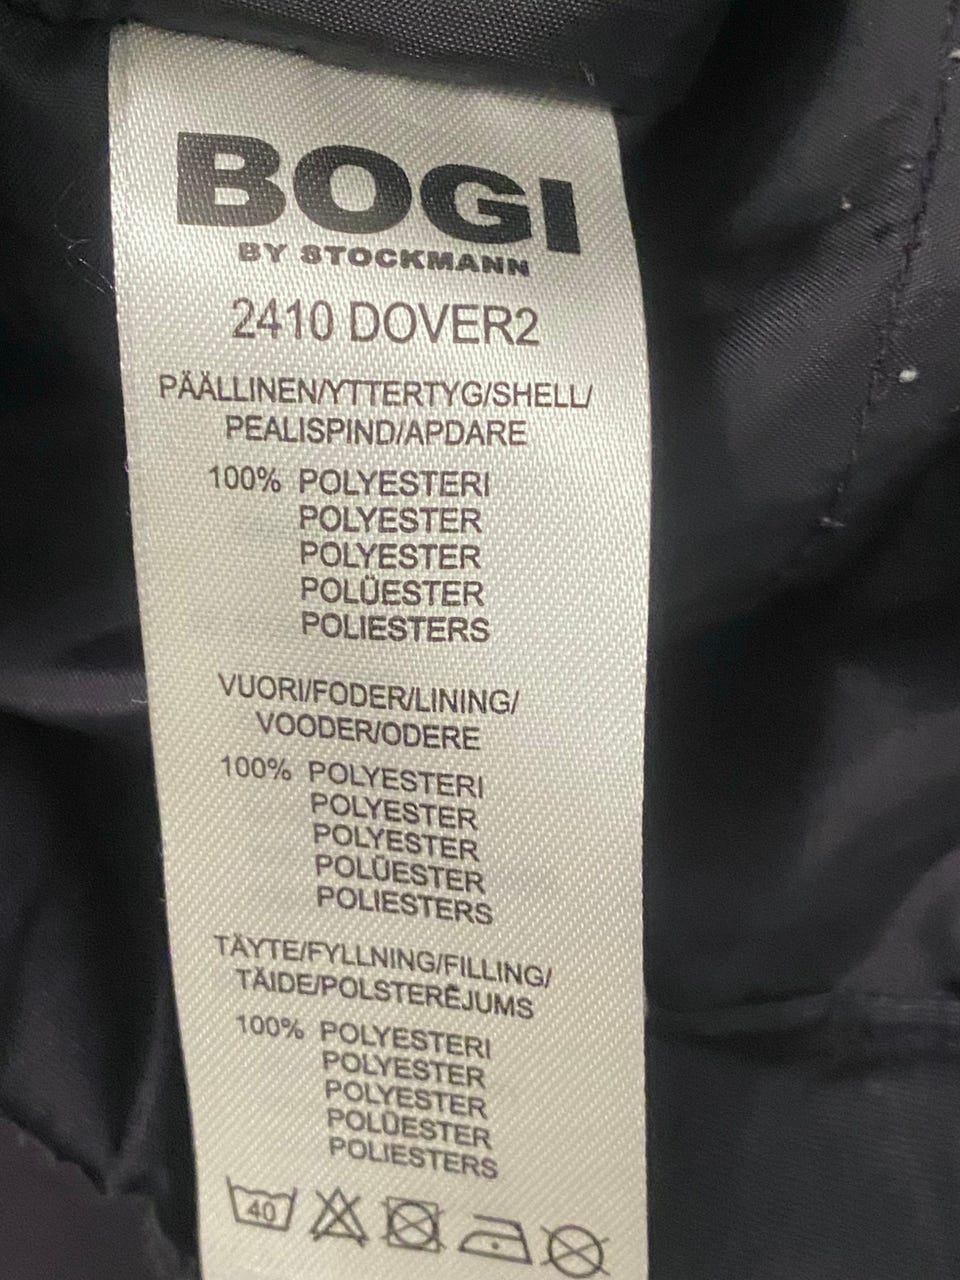 BOGI
BY STOCKMANN
2410 DOVER2
PÄÄLLINEN/YTTERTYG/SHELL/
PEALISPIND/APDARE
100% POLYESTERI
POLYESTER
POLYESTER
POLÜESTER
POLIESTERS
VUORI/FODER/LINING/
VOODER/ODERE
100% POLYESTERI
POLYESTER
POLYESTER
POLÜESTER
POLIESTERS
TÄYTE/FYLLNING/FILLING/
TÄIDE/POLSTERĒJUMS
100% POLYESTERI
POLYESTER
POLYESTER
POLÜESTER
POLIESTERS
40